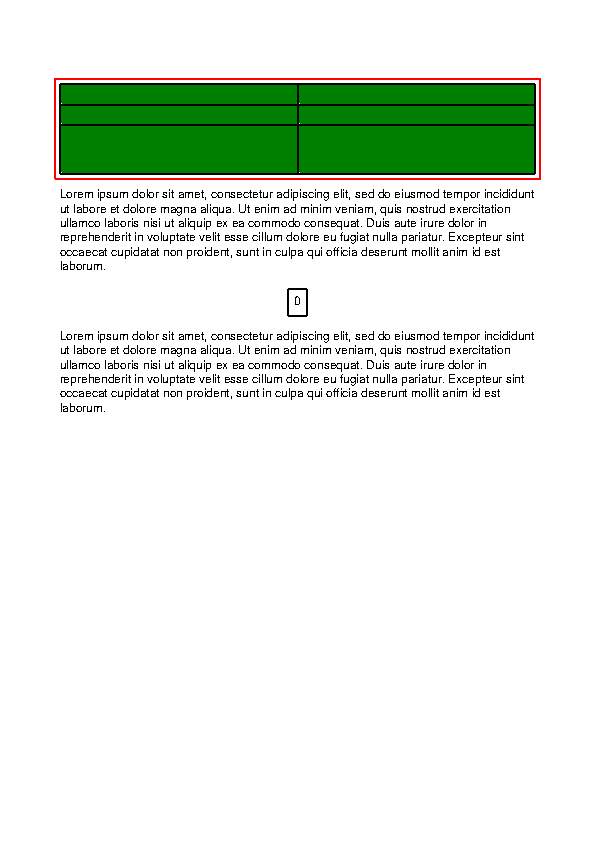 Lorem ipsum dolor sit amet, consectetur adipiscing elit, sed do eiusmod tempor incididunt
ut labore et dolore magna aliqua. Ut enim ad minim veniam, quis nostrud exercitation
ullamco laboris nisi ut aliquip ex ea commodo consequat. Duis aute irure dolor in
reprehenderit in voluptate velit esse cillum dolore eu fugiat nulla pariatur. Excepteur sint
occaecat cupidatat non proident, sunt in culpa qui officia deserunt mollit anim id est
laborum.
0
Lorem ipsum dolor sit amet, consectetur adipiscing elit, sed do eiusmod tempor incididunt
ut labore et dolore magna aliqua. Ut enim ad minim veniam, quis nostrud exercitation
ullamco laboris nisi ut aliquip ex ea commodo consequat. Duis aute irure dolor in
reprehenderit in voluptate velit esse cillum dolore eu fugiat nulla pariatur. Excepteur sint
occaecat cupidatat non proident, sunt in culpa qui officia deserunt mollit anim id est
laborum.